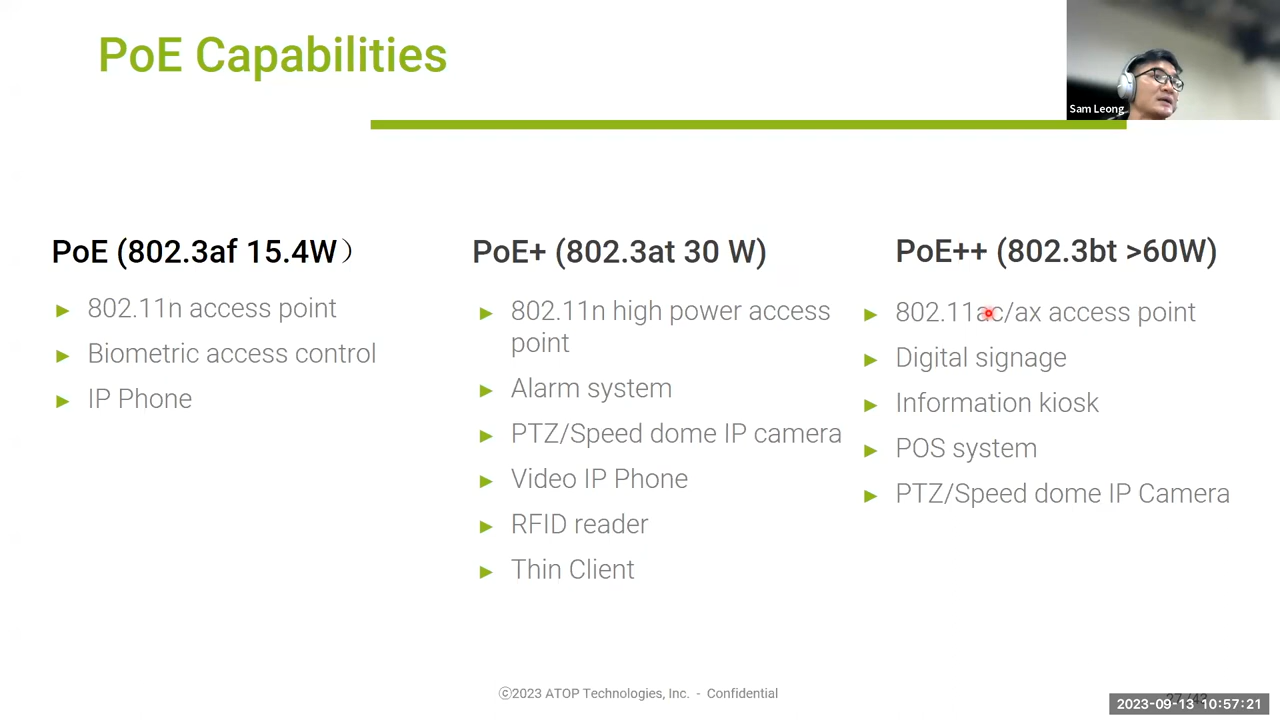 PoE Capabilities
Sam Leong
PoE (802.3af 15.4W）
802.11n access point
Biometric access control
IP Phone
PoE+ (802.3at 30 W)
802.11n high power access
point
Alarm system
PTZ/Speed dome IP camera
Video IP Phone
RFID reader
Thin Client
PoE++ (802.3bt >60W)
802.11ac/ax access point
Digital signage
Information kiosk
POS system
PTZ/Speed dome IP Camera
ⓒ2023 ATOP Technologies, Inc. - Confidential
2023-09-13 10:57:21